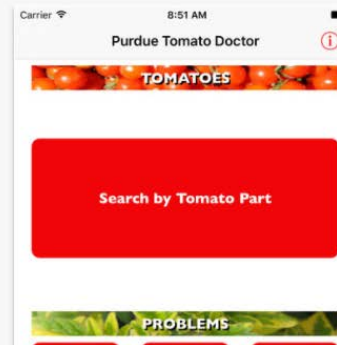 Carrier 8:51 AM
Purdue Tomato Doctor
TOMATOES
Search by Tomato Part
PROBLEMS